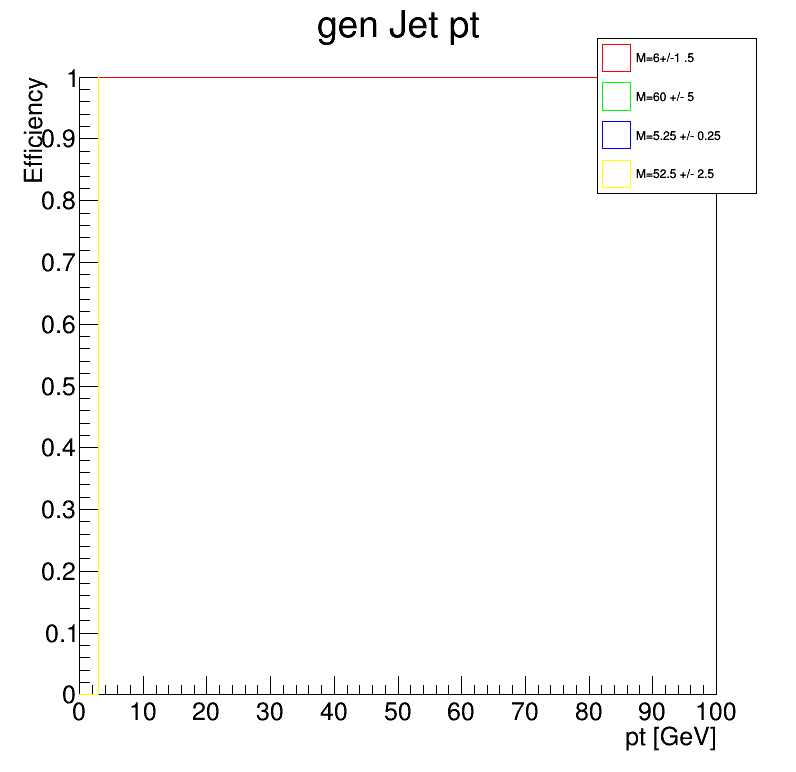 gen Jet pt
M=6+/-1 .5
M=60 +/- 5
M=5.25 +/- 0.25
M=52.5 +/- 2.5
Efficiency
1
0.9
0.8
0.7
0.6
0.5
0.4
0.3
0.2
0.1
0
0 10 20 30 40 50 60 70 80 90 100
pt [GeV]